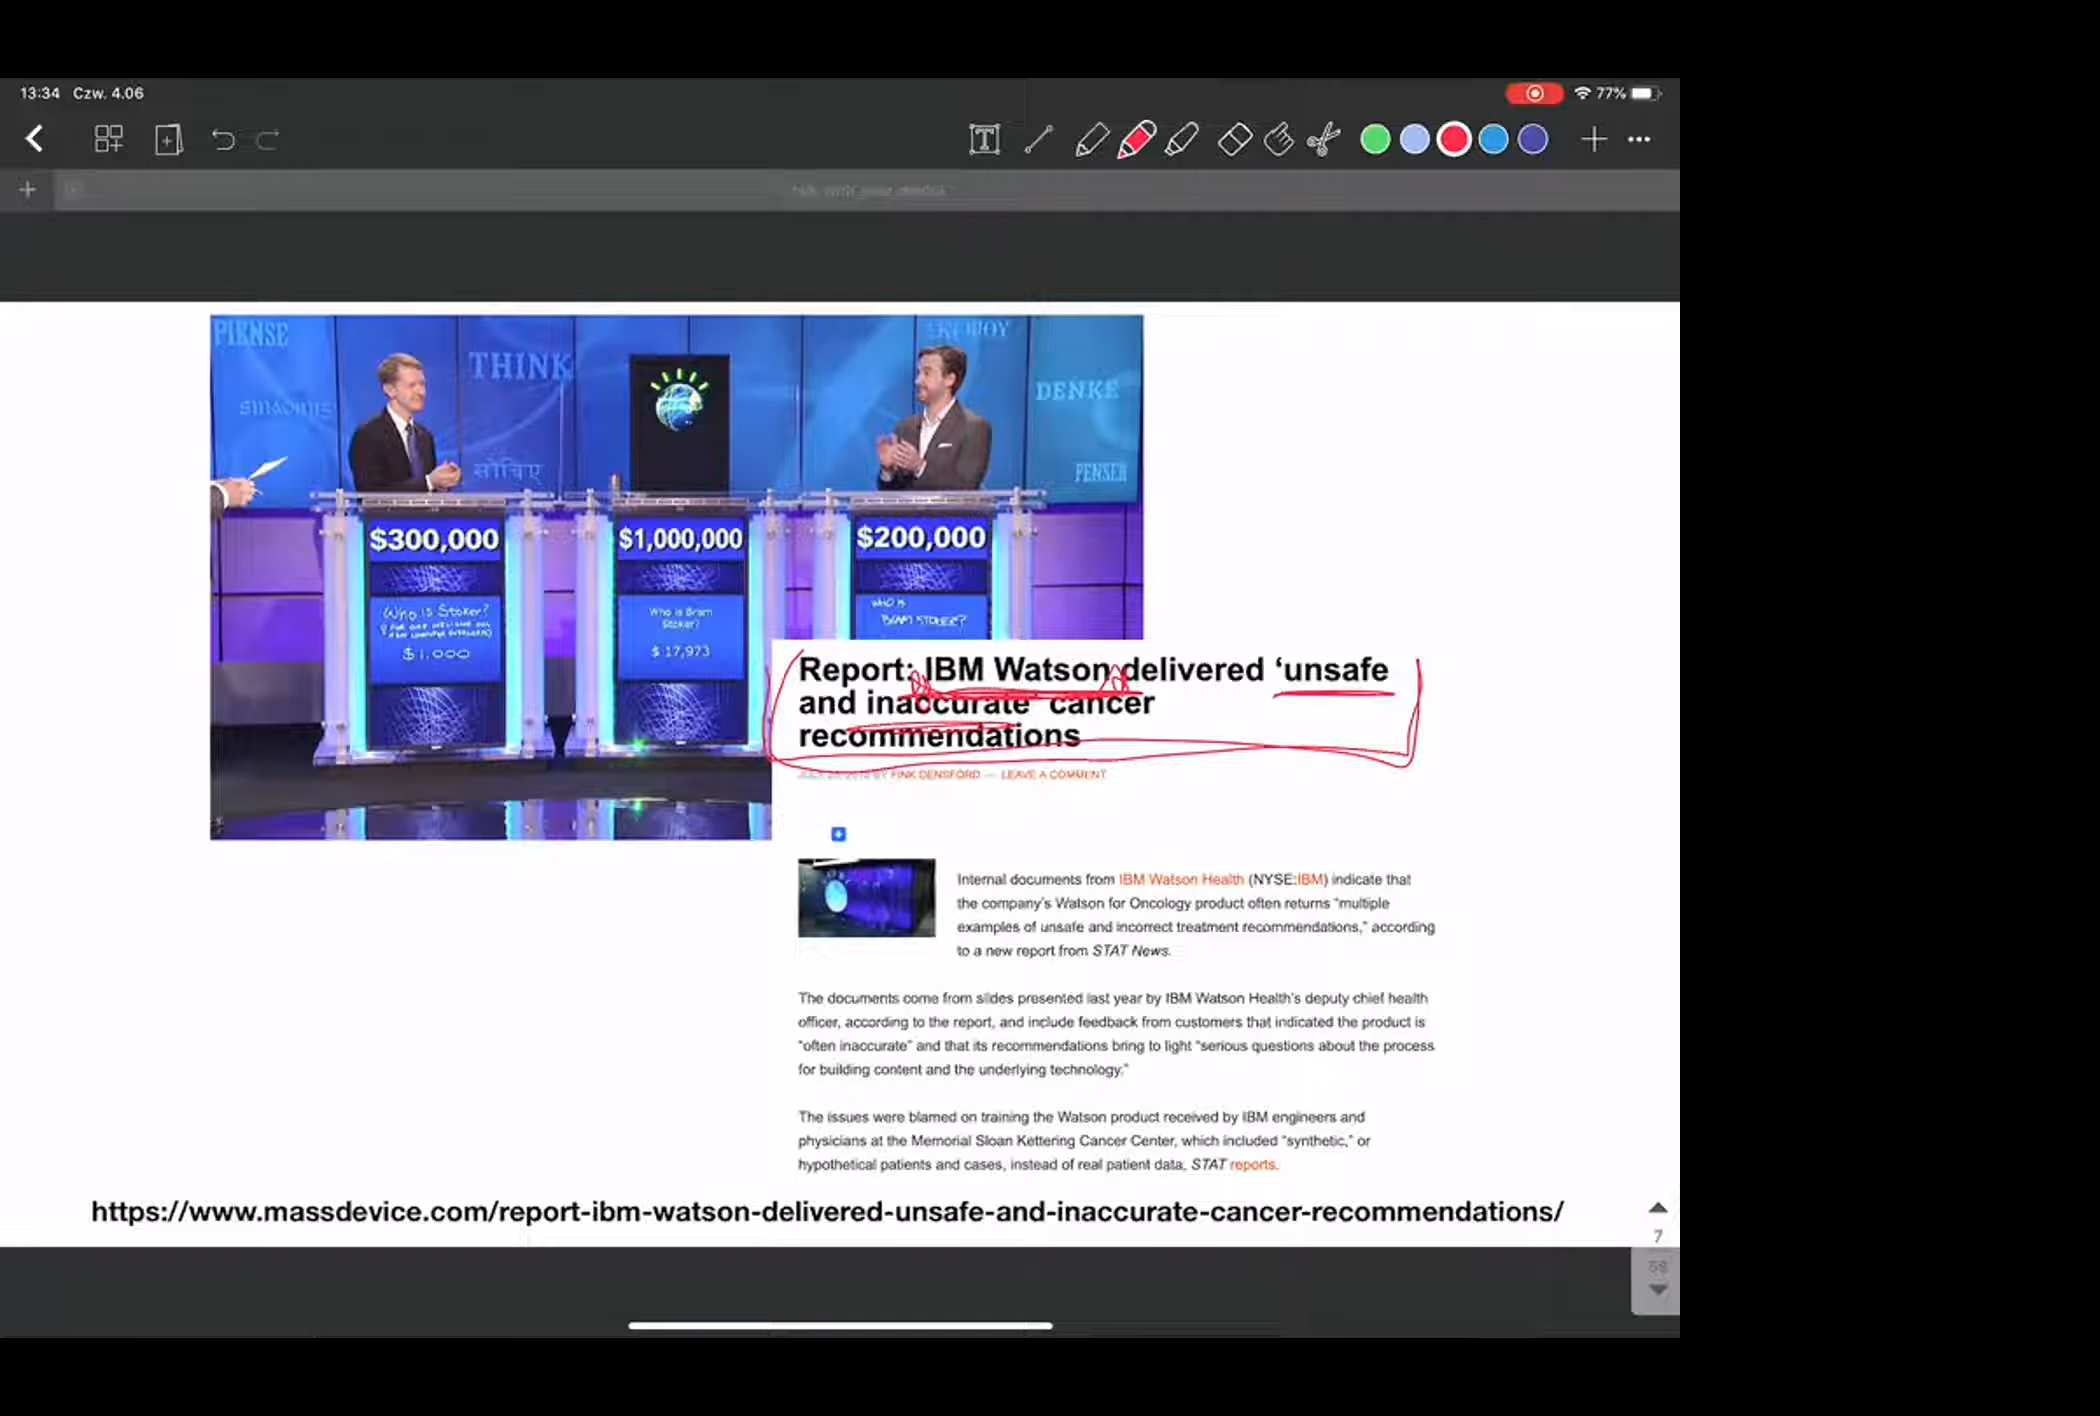 13:34 Czw. 4.06
77%
PIENSE
THINK
DENKE
सोचिए
PENSER
$300,000
$1,000,000
$200,000
Who is Stoker?
$1,000
Who is Bram
Stoker?
$ 17,973
WHO IS
BRAM STOKER?
Report: IBM Watson delivered ‘unsafe
and inaccurate’ cancer
recommendations
BY FINK DENSFORD — LEAVE A COMMENT
Internal documents from IBM Watson Health (NYSE:IBM) indicate that
the company’s Watson for Oncology product often returns “multiple
examples of unsafe and incorrect treatment recommendations,” according
to a new report from STAT News.
The documents come from slides presented last year by IBM Watson Health’s deputy chief health
officer, according to the report, and include feedback from customers that indicated the product is
“often inaccurate” and that its recommendations bring to light “serious questions about the process
for building content and the underlying technology.”
The issues were blamed on training the Watson product received by IBM engineers and
physicians at the Memorial Sloan Kettering Cancer Center, which included “synthetic,” or
hypothetical patients and cases, instead of real patient data, STAT reports.
https://www.massdevice.com/report-ibm-watson-delivered-unsafe-and-inaccurate-cancer-recommendations/
7
58